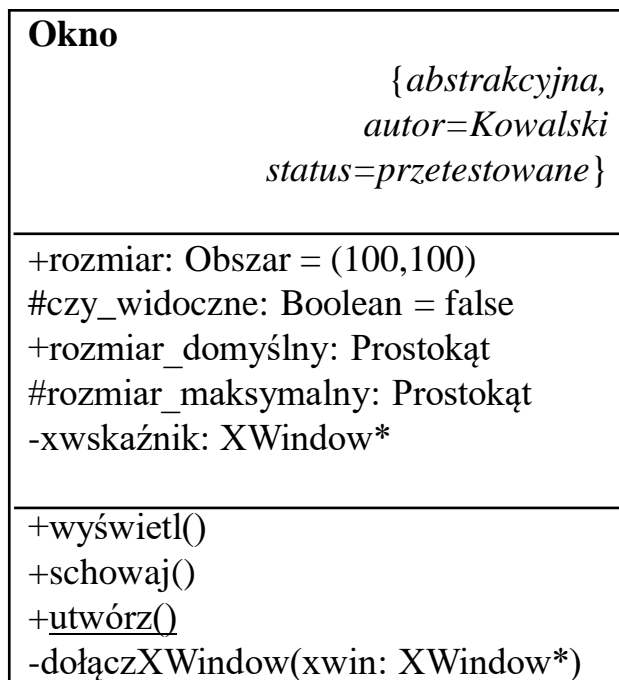 Okno
{abstrakcyjna,
autor=Kowalski
status=przetestowane}
+rozmiar: Obszar = (100,100)
#czy_widoczne: Boolean = false
+rozmiar_domyślny: Prostokąt
#rozmiar_maksymalny: Prostokąt
-xwskaźnik: XWindow*
+wyświetl()
+schowaj()
+utwórz()
-dołączXWindow(xwin: XWindow*)